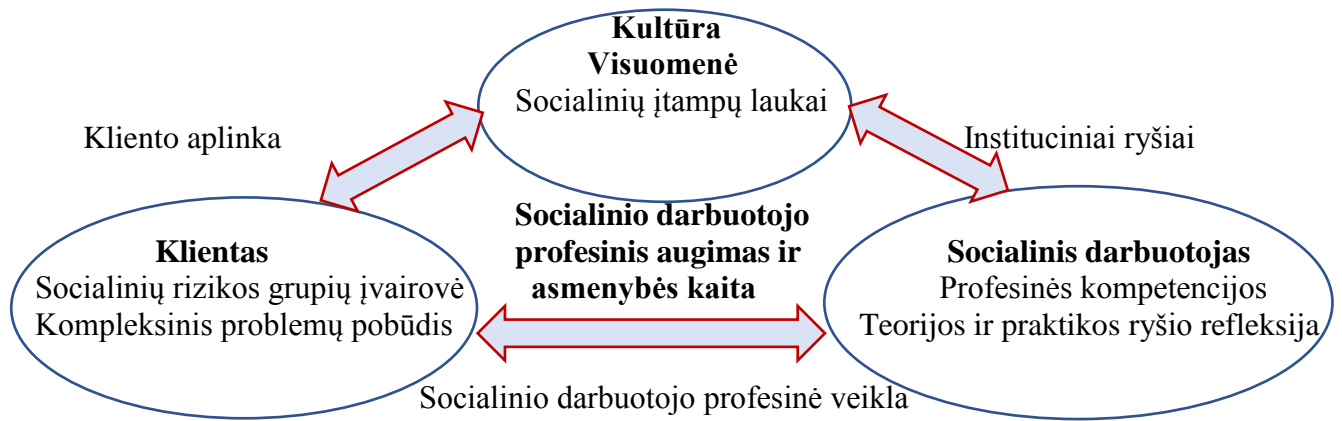 Kultūra
Visuomenė
Socialinių įtampų laukai
Kliento aplinka
Instituciniai ryšiai
Socialinio darbuotojo
profesinis augimas ir
asmenybės kaita
Klientas
Socialinių rizikos grupių įvairovė
Kompleksinis problemų pobūdis
Socialinis darbuotojas
Profesinės kompetencijos
Teorijos ir praktikos ryšio refleksija
Socialinio darbuotojo profesinė veikla